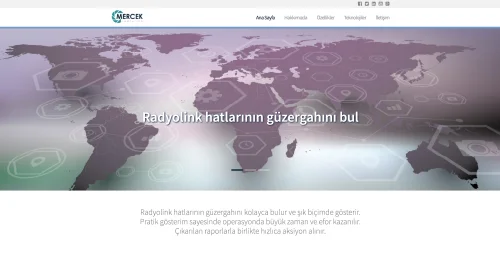 MERCEK
Ana Sayfa Hakkımızda Özellikler Teknolojiler İletişim
Radyolink hatlarının güzergahını bul
Radyolink hatlarının güzergahını kolayca bulur ve şık biçimde gösterir.
Pratik gösterim sayesinde operasyonda büyük zaman ve efor kazanılır.
Çıkarılan raporlarla birlikte hızlıca aksiyon alınır.